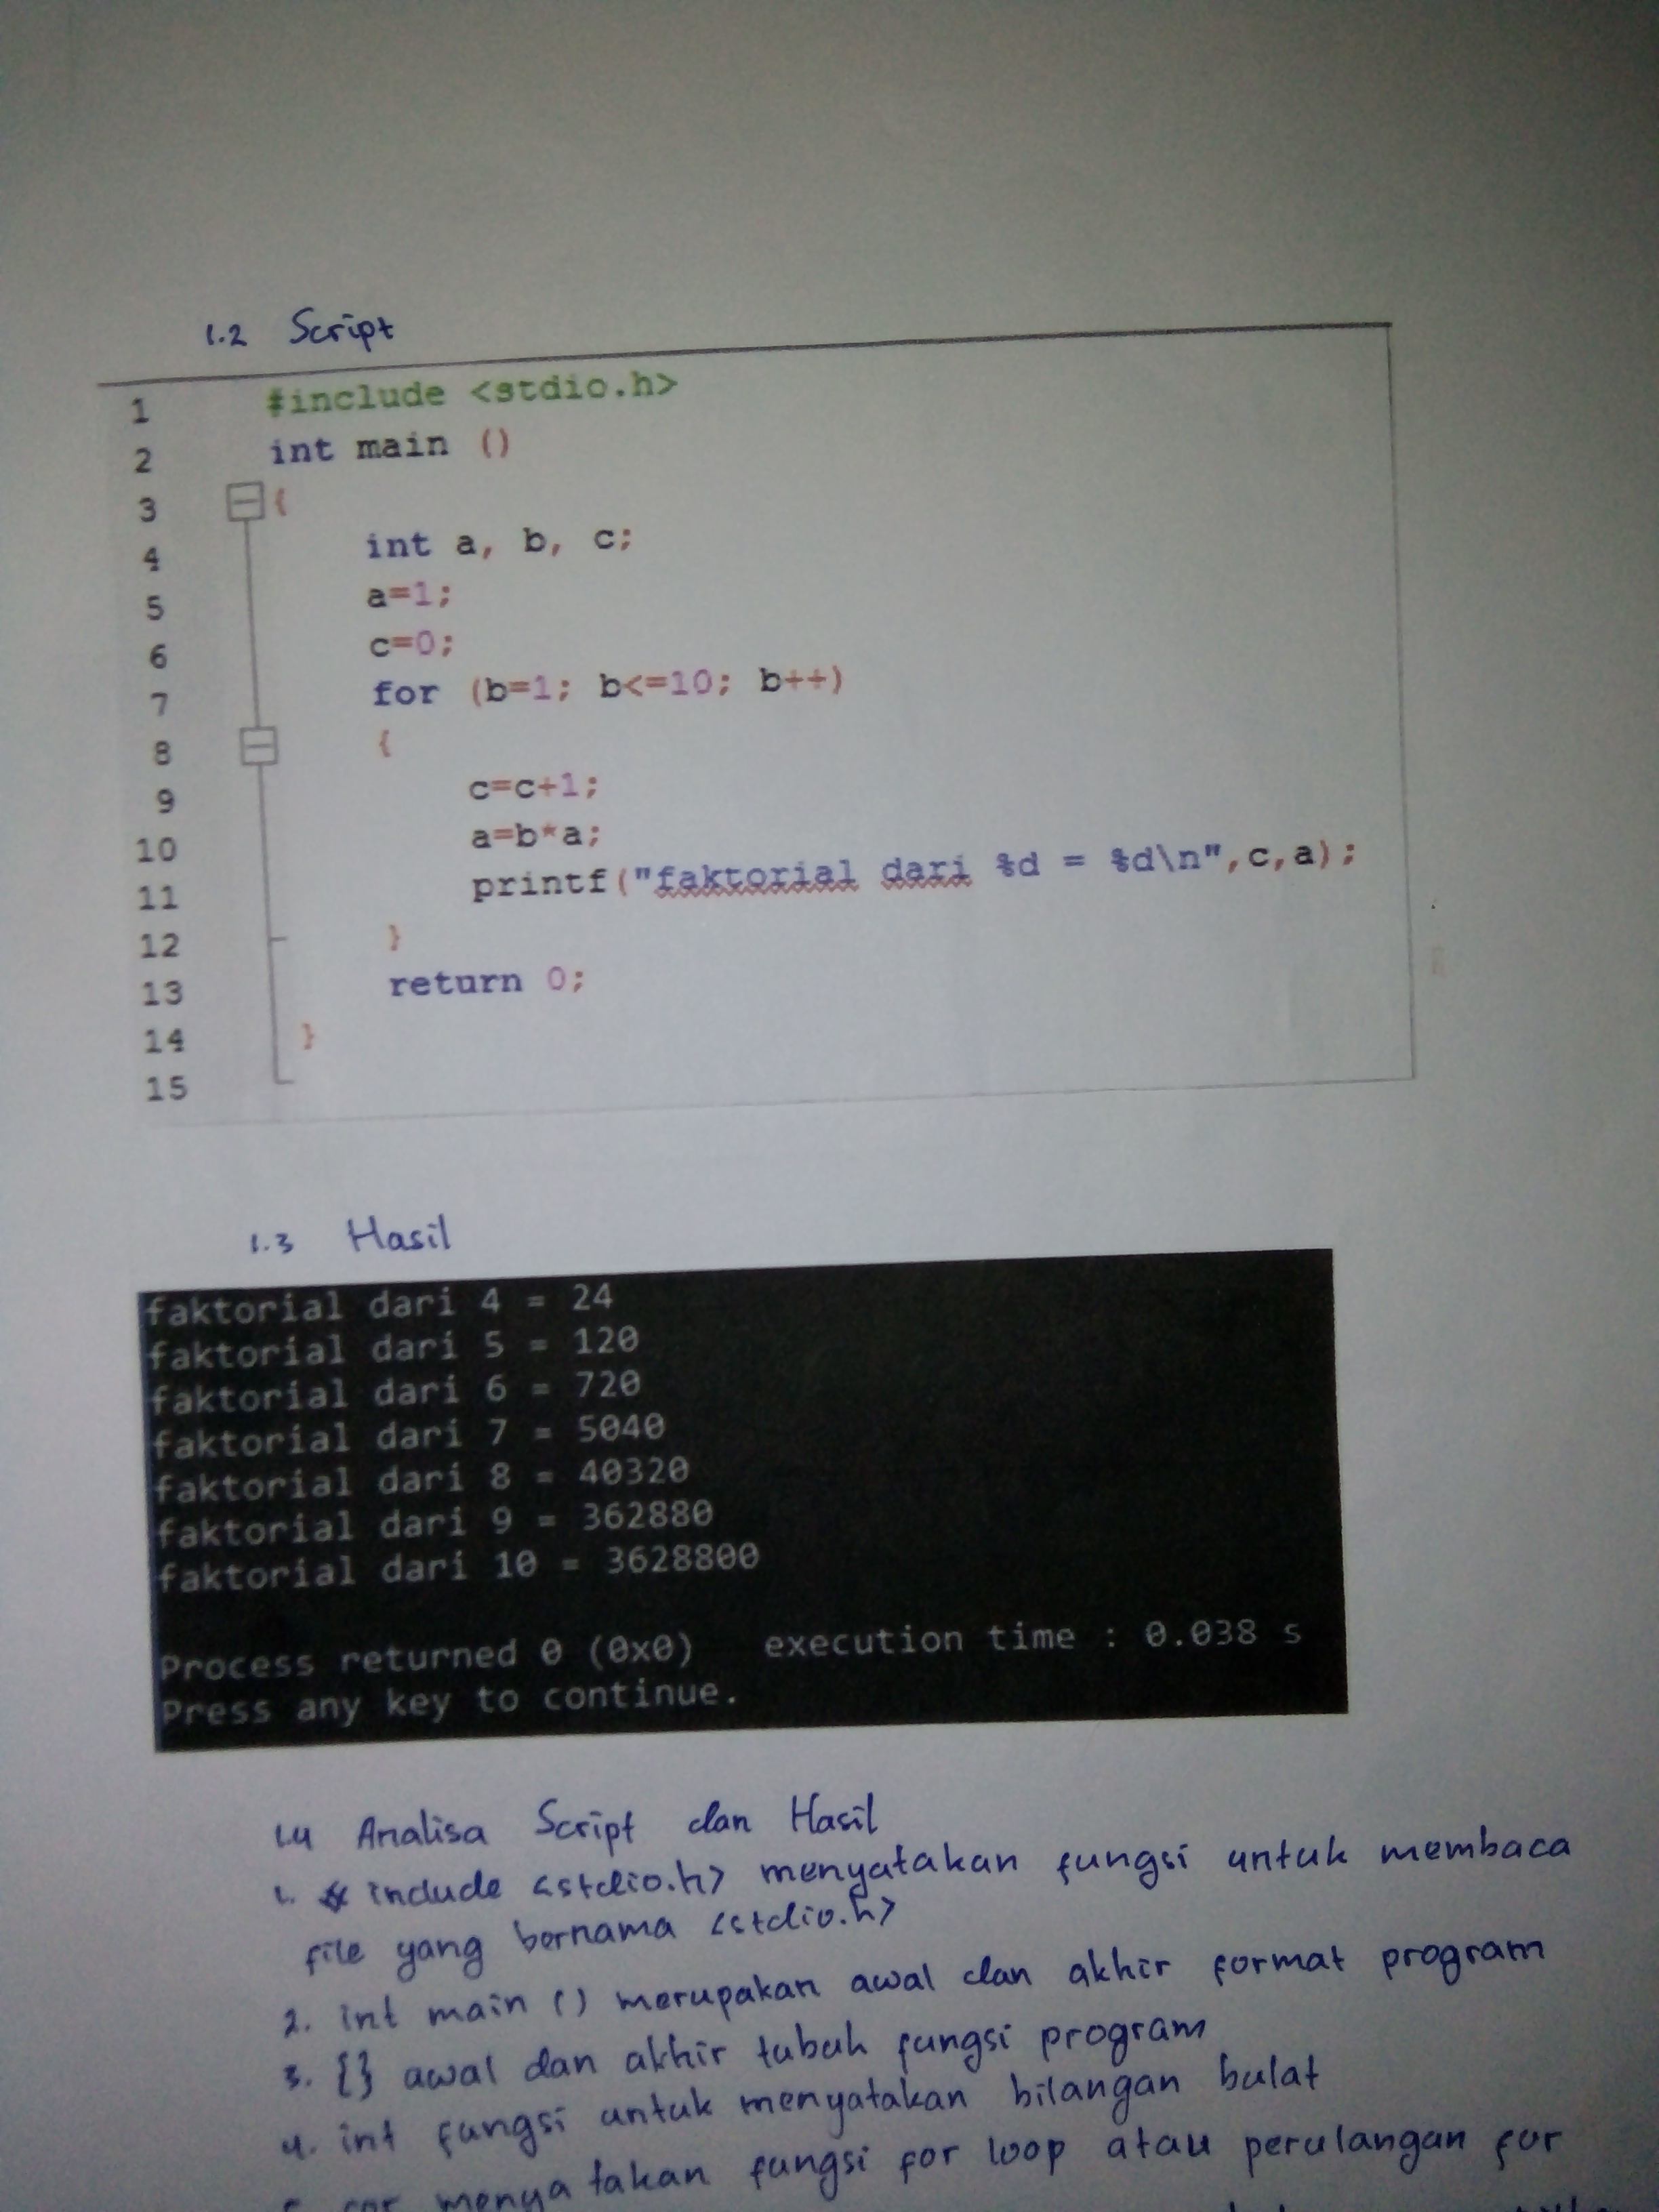 1.2 Script
1 #include <stdio.h>
2 int main ()
3 {
4 int a, b, c;
5 a=1;
6 c=0;
7 for (b=1; b<=10; b++)
8 {
9 c=c+1;
10 a=b*a;
11 printf("faktorial dari %d = %d\n",c,a);
12 }
13 return 0;
14 }
15
1.3 Hasil
faktorial dari 4 = 24
faktorial dari 5 = 120
faktorial dari 6 = 720
faktorial dari 7 = 5040
faktorial dari 8 = 40320
faktorial dari 9 = 362880
faktorial dari 10 = 3628800
Process returned 0 (0x0) execution time : 0.038 s
Press any key to continue.
1.4 Analisa Script dan Hasil
1. # include <stdio.h> menyatakan fungsi untuk membaca
file yang bernama <stdio.h>
2. int main () merupakan awal dan akhir format program
3. {} awal dan akhir tubuh fungsi program
4. int fungsi untuk menyatakan bilangan bulat
5. for menyatakan fungsi for loop atau perulangan for